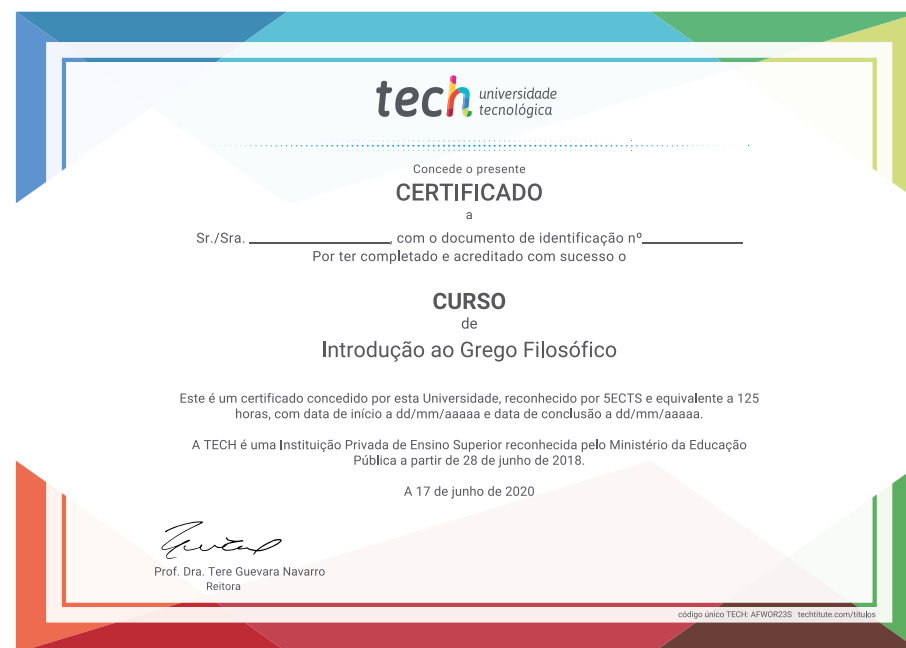 tech universidade
tecnológica
Concede o presente
CERTIFICADO
a
Sr./Sra. ____________________, com o documento de identificação nº______________
Por ter completado e acreditado com sucesso o
CURSO
de
Introdução ao Grego Filosófico
Este é um certificado concedido por esta Universidade, reconhecido por 5ECTS e equivalente a 125
horas, com data de início a dd/mm/aaaaa e data de conclusão a dd/mm/aaaaa.
A TECH é uma Instituição Privada de Ensino Superior reconhecida pelo Ministério da Educação
Pública a partir de 28 de junho de 2018.
A 17 de junho de 2020
Prof. Dra. Tere Guevara Navarro
Reitora
código único TECH: AFWOR23S techtitute.com/titulos